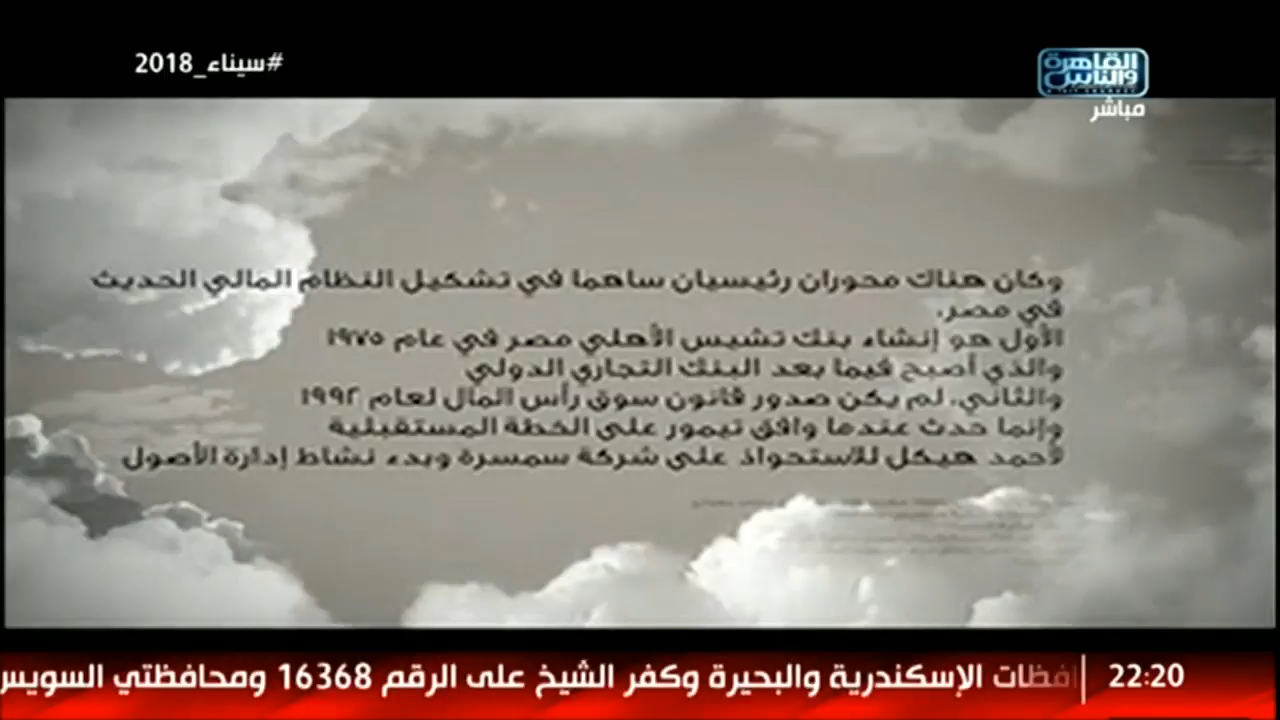 #سيناء_2018
القاهرة
والناس
مباشر
وكان هناك محوران رئيسيان ساهما في تشكيل النظام المالي الحديث
في مصر.
الأول هو إنشاء بنك تشيس الأهلي مصر في عام ١٩٧٥
والذي أصبح فيما بعد البنك التجاري الدولي
والثاني، لم يكن صدور قانون سوق رأس المال لعام ١٩٩٢
وإنما حدث عندما وافق تيمور على الخطة المستقبلية
لأحمد هيكل للاستحواذ على شركة سمسرة وبدء نشاط إدارة الأصول
22:20
افظات الإسكندرية والبحيرة وكفر الشيخ على الرقم 16368 ومحافظتي السويس